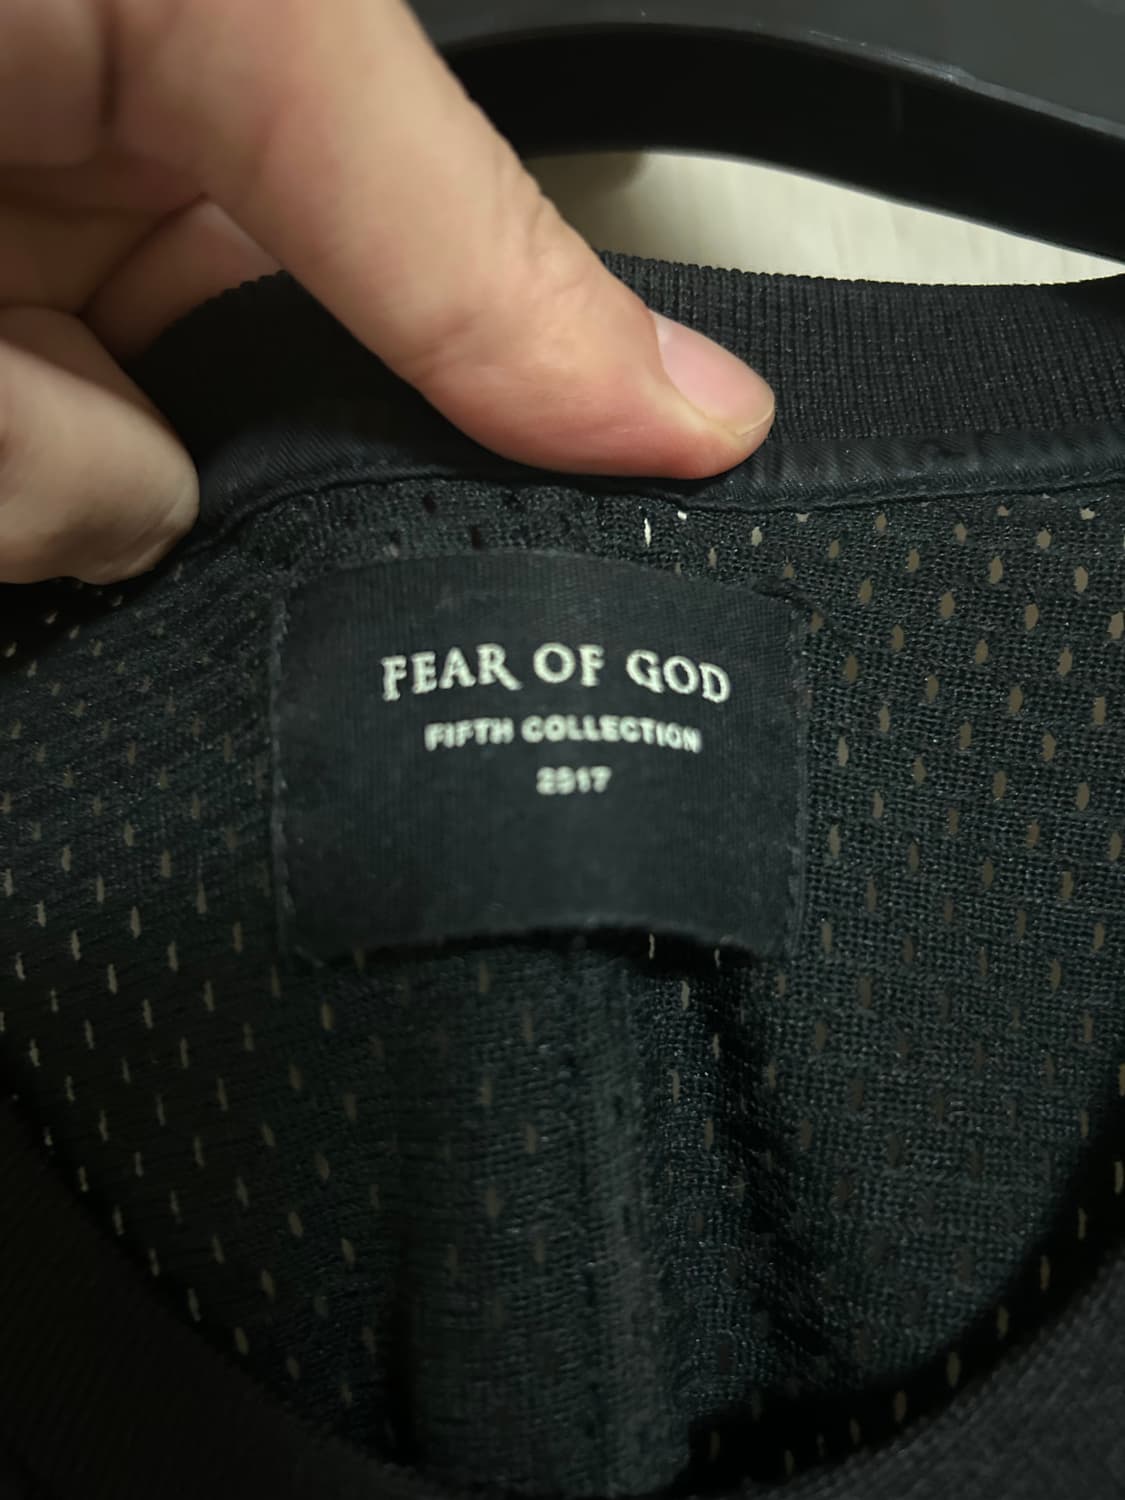 FEAR OF GOD
FIFTH COLLECTION
2017